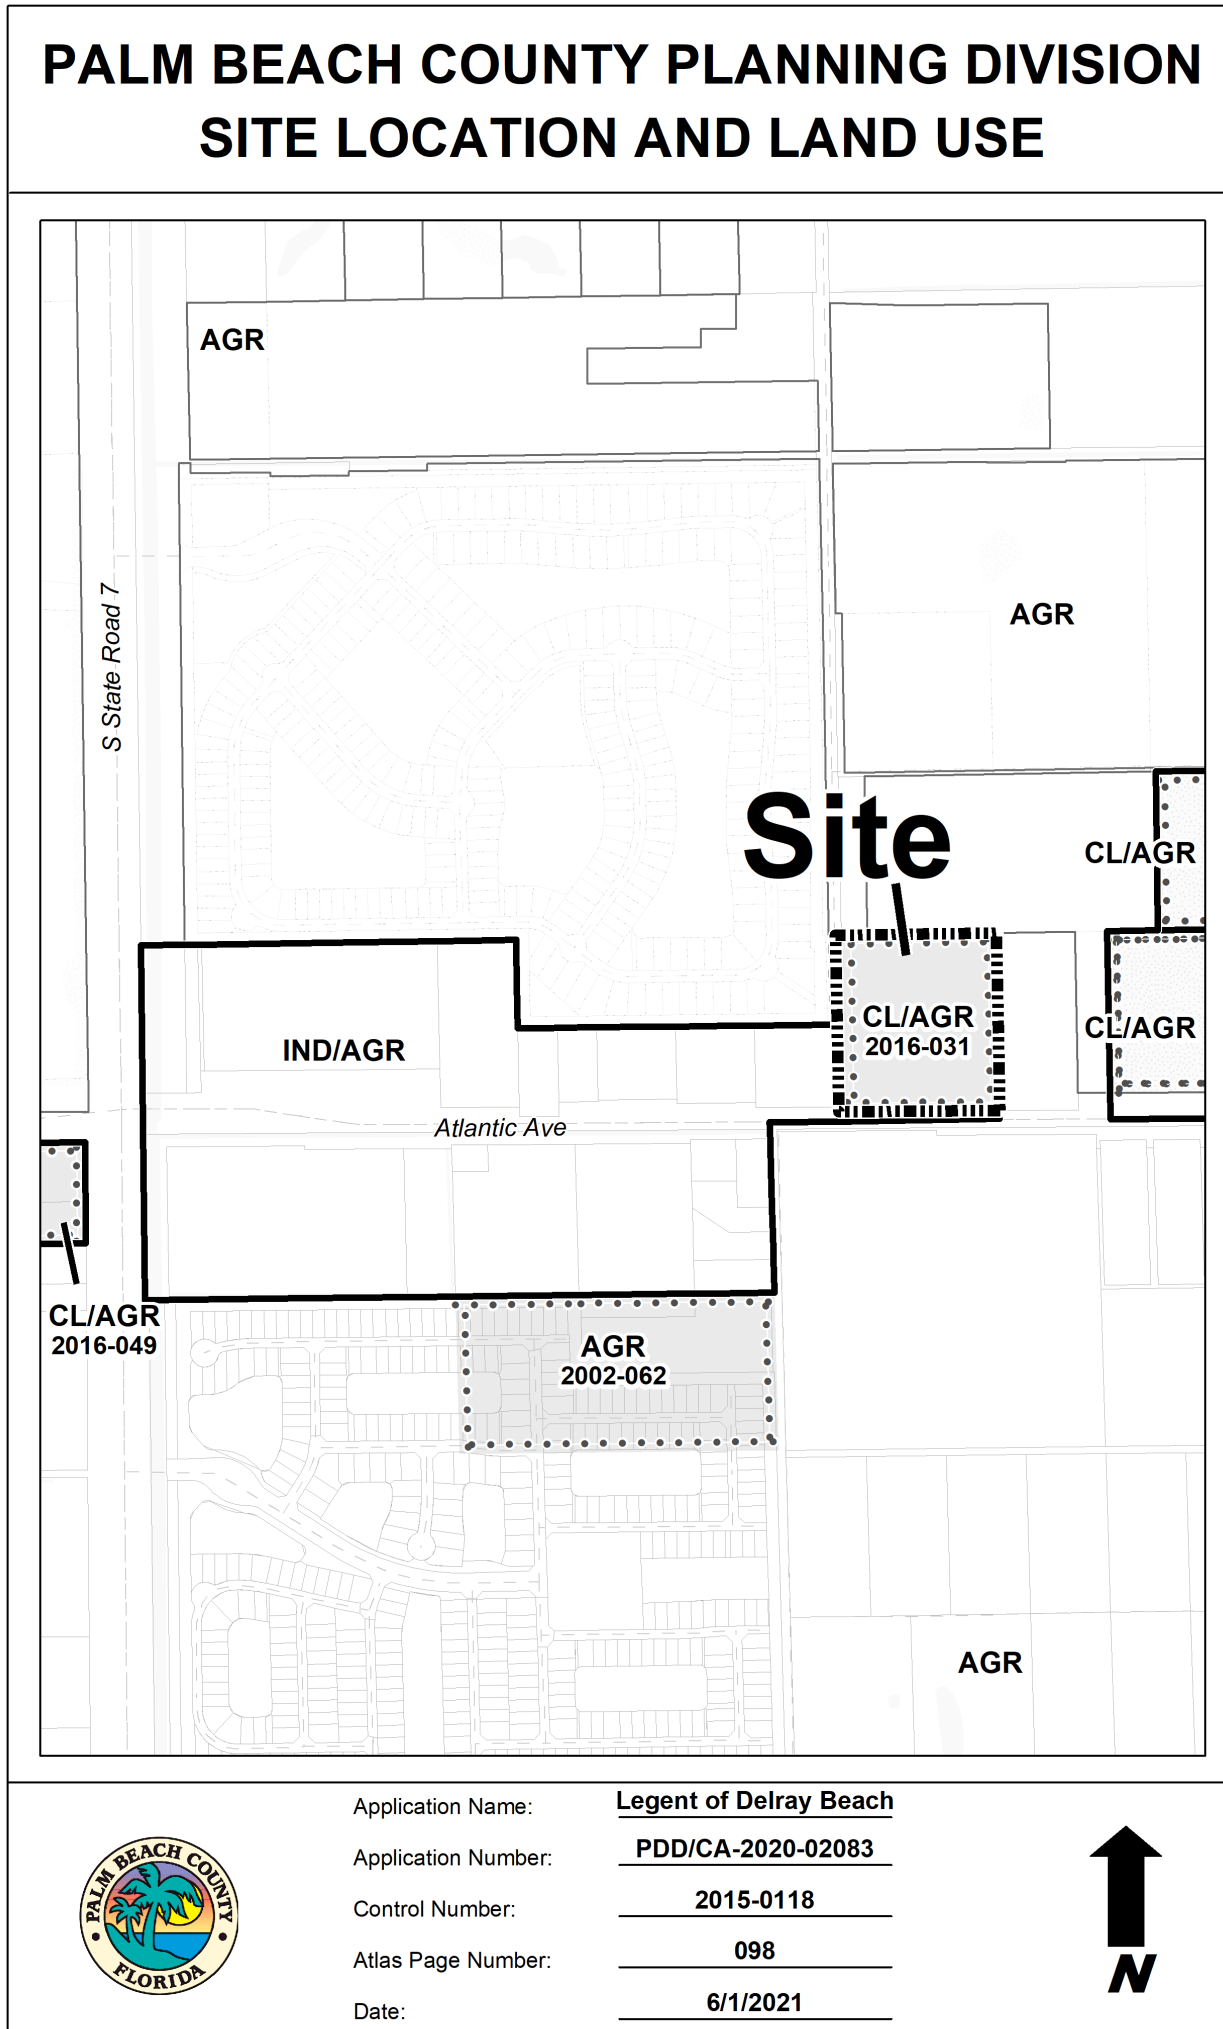 PALM BEACH COUNTY PLANNING DIVISION
SITE LOCATION AND LAND USE
AGR
S State Road 7
AGR
Site
CL/AGR
CL/AGR
2016-031
CL/AGR
IND/AGR
Atlantic Ave
CL/AGR
2016-049
AGR
2002-062
AGR
Application Name: Legent of Delray Beach
Application Number: PDD/CA-2020-02083
Control Number: 2015-0118
Atlas Page Number: 098
Date: 6/1/2021
PALM BEACH COUNTY
FLORIDA
N